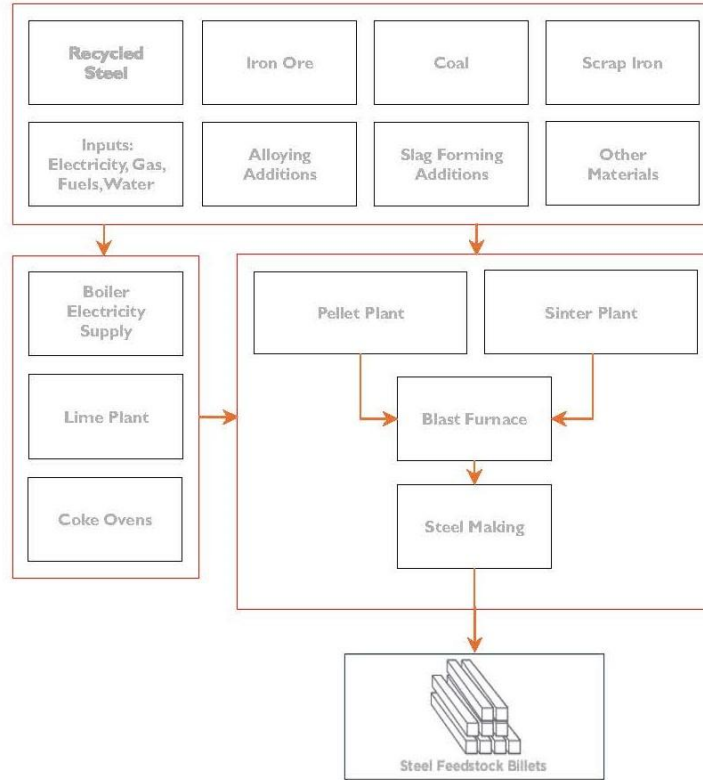 Recycled
Steel
Iron Ore
Coal
Scrap Iron
Inputs:
Electricity, Gas,
Fuels,Water
Alloying
Additions
Slag Forming
Additions
Other
Materials
Boiler
Electricity
Supply
Lime Plant
Coke Ovens
Pellet Plant
Sinter Plant
Blast Furnace
Steel Making
Steel Feedstock Billets